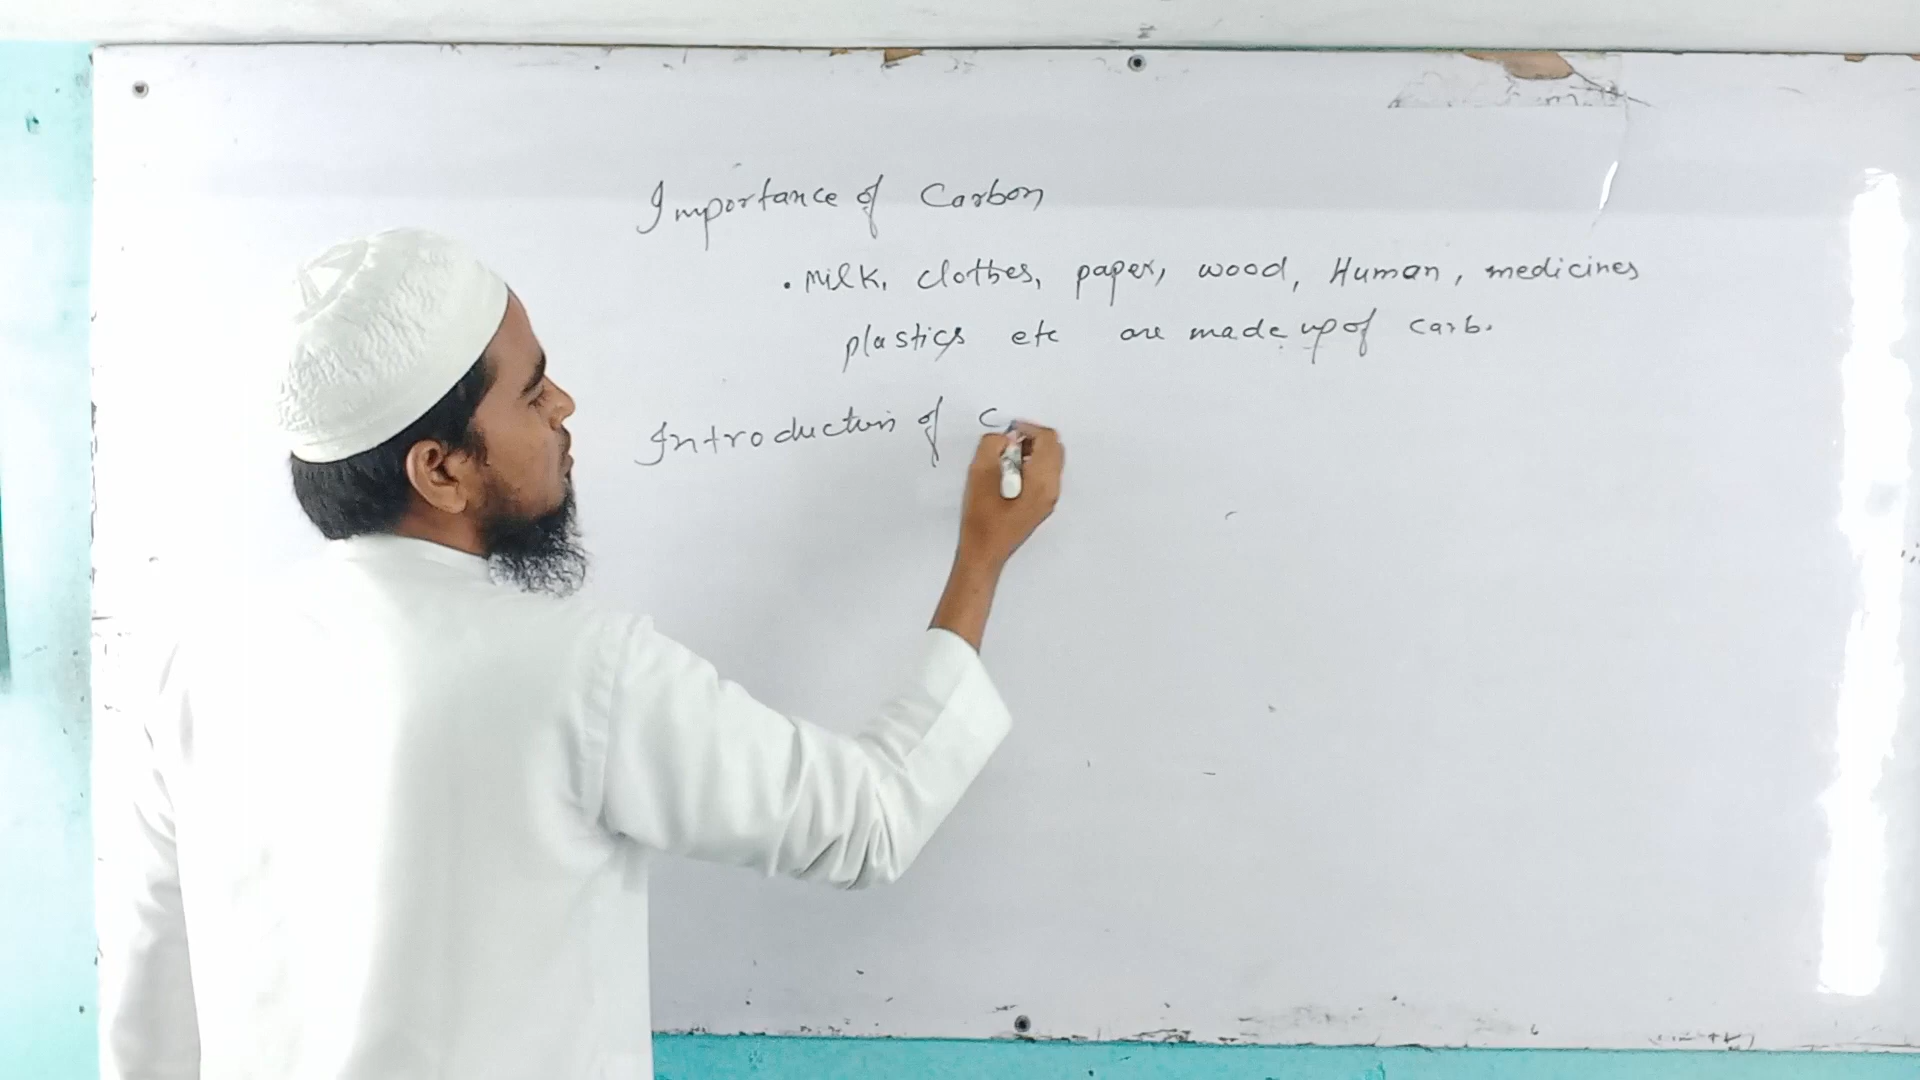 Importance of Carbon
• Milk, clothes, paper, wood, Human, medicines
plastics etc are made up of carb.
Introduction of C